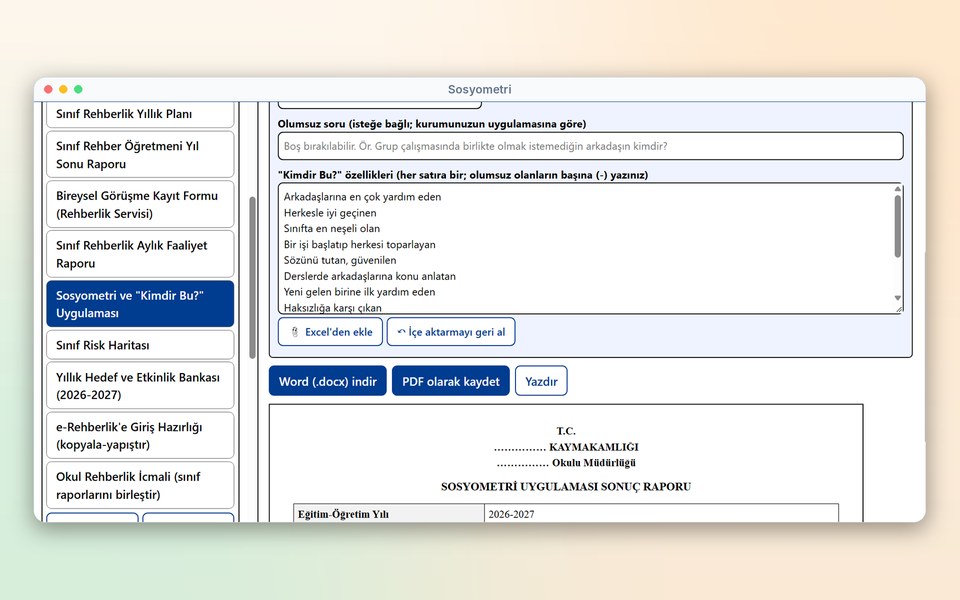 Sosyometri
Sınıf Rehberlik Yıllık Planı
Sınıf Rehber Öğretmeni Yıl
Sonu Raporu
Bireysel Görüşme Kayıt Formu
(Rehberlik Servisi)
Sınıf Rehberlik Aylık Faaliyet
Raporu
Sosyometri ve "Kimdir Bu?"
Uygulaması
Sınıf Risk Haritası
Yıllık Hedef ve Etkinlik Bankası
(2026-2027)
e-Rehberlik'e Giriş Hazırlığı
(kopyala-yapıştır)
Okul Rehberlik İcmali (sınıf
raporlarını birleştir)
Olumsuz soru (isteğe bağlı; kurumunuzun uygulamasına göre)
Boş bırakılabilir. Ör. Grup çalışmasında birlikte olmak istemediğin arkadaşın kimdir?
"Kimdir Bu?" özellikleri (her satıra bir; olumsuz olanların başına (-) yazınız)
Arkadaşlarına en çok yardım eden
Herkesle iyi geçinen
Sınıfta en neşeli olan
Bir işi başlatıp herkesi toparlayan
Sözünü tutan, güvenilen
Derslerde arkadaşlarına konu anlatan
Yeni gelen birine ilk yardım eden
Haksızlığa karşı çıkan
Excel'den ekle
↶ İçe aktarmayı geri al
Word (.docx) indir
PDF olarak kaydet
Yazdır
T.C.
…………… KAYMAKAMLIĞI
…………… Okulu Müdürlüğü
SOSYOMETRİ UYGULAMASI SONUÇ RAPORU
Eğitim-Öğretim Yılı
2026-2027